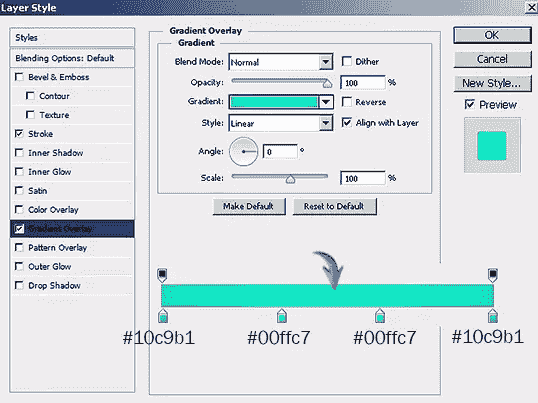 Layer Style
Styles
Blending Options: Default
Bevel & Emboss
Contour
Texture
Stroke
Inner Shadow
Inner Glow
Satin
Color Overlay
Gradient Overlay
Pattern Overlay
Outer Glow
Drop Shadow
Gradient Overlay
Gradient
Blend Mode: Normal Dither
Opacity: 100 %
Gradient: Reverse
Style: Linear Align with Layer
Angle: 0 °
Scale: 100 %
Make Default Reset to Default
OK
Cancel
New Style...
Preview
#10c9b1 #00ffc7 #00ffc7 #10c9b1